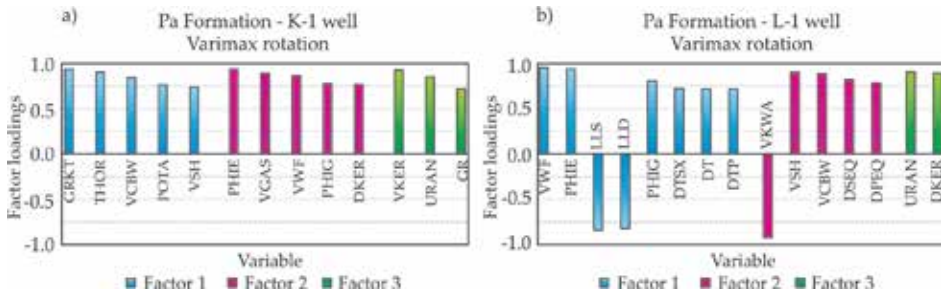 a)
Pa Formation - K-1 well
Varimax rotation
Factor loadings
1.0
0.5
0.0
-0.5
-1.0
GRKT
THOR
VCBW
POTA
VSH
PHIE
VGAS
VWF
PHIG
DKER
VKER
URAN
GR
Variable
Factor 1
Factor 2
Factor 3
b)
Pa Formation - L-1 well
Varimax rotation
Factor loadings
1.0
0.5
0.0
-0.5
-1.0
VWF
PHIE
LLS
LLD
PHIG
DTSX
DT
DTP
VKWA
VSH
VCBW
DSEQ
DPEQ
URAN
DKER
Variable
Factor 1
Factor 2
Factor 3